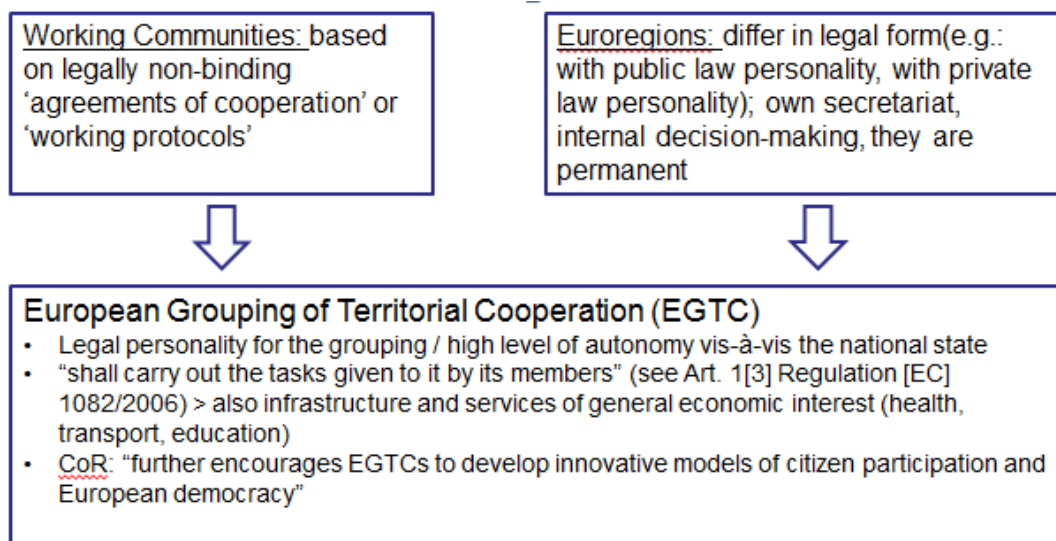 Working Communities: based
on legally non-binding
‘agreements of cooperation’ or
‘working protocols’
Euroregions: differ in legal form(e.g.:
with public law personality, with private
law personality); own secretariat,
internal decision-making, they are
permanent
European Grouping of Territorial Cooperation (EGTC)
• Legal personality for the grouping / high level of autonomy vis-à-vis the national state
• “shall carry out the tasks given to it by its members” (see Art. 1[3] Regulation [EC]
1082/2006) > also infrastructure and services of general economic interest (health,
transport, education)
• CoR: “further encourages EGTCs to develop innovative models of citizen participation and
European democracy”